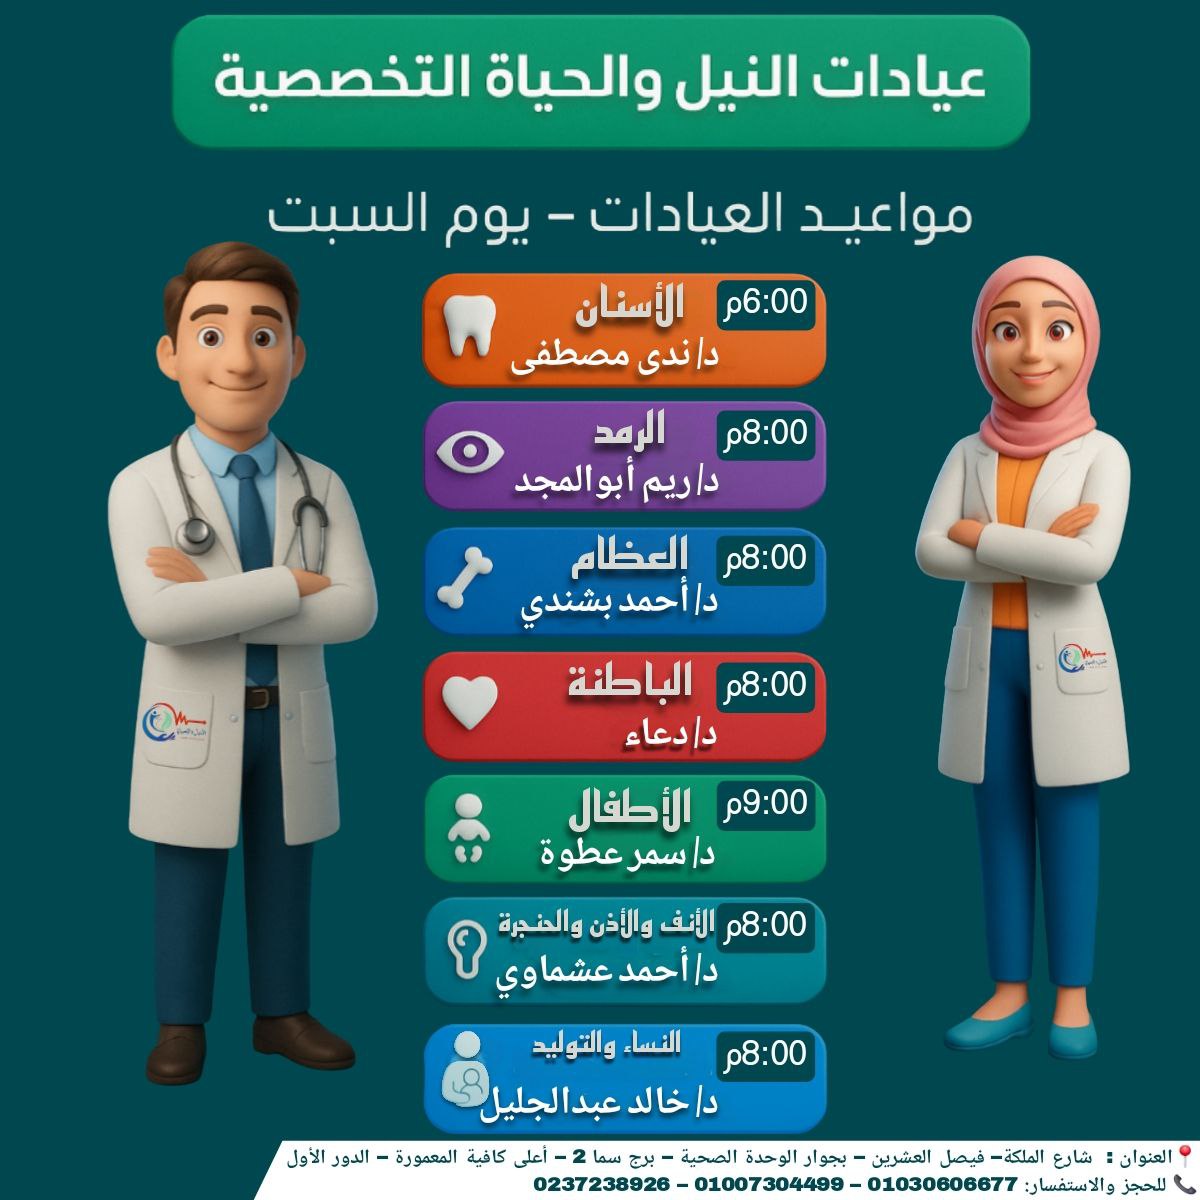 عيادات النيل والحياة التخصصية
مواعيد العيادات – يوم السبت
6:00م
الأسنان
د/ ندى مصطفى
8:00م
الرمد
د/ ريم أبوالمجد
8:00م
العظام
د/ أحمد بشندي
8:00م
الباطنة
د/ دعاء
9:00م
الأطفال
د/ سمر عطوة
8:00م
الأنف والأذن والحنجرة
د/ أحمد عشماوي
8:00م
النساء والتوليد
د/ خالد عبدالجليل
النيل والحياة
العنوان : شارع الملكة– فيصل العشرين – بجوار الوحدة الصحية – برج سما 2 – أعلى كافية المعمورة – الدور الأول
للحجز والاستفسار: 01030606677 – 01007304499 – 0237238926